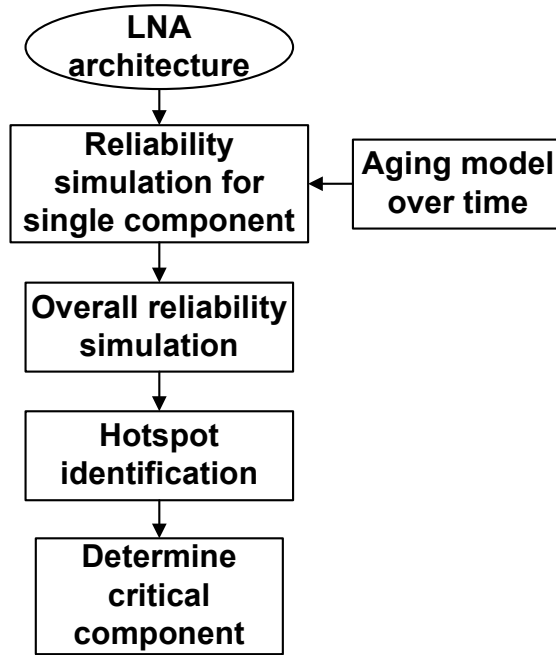 LNA
architecture
Reliability
simulation for
single component
Aging model
over time
Overall reliability
simulation
Hotspot
identification
Determine
critical
component